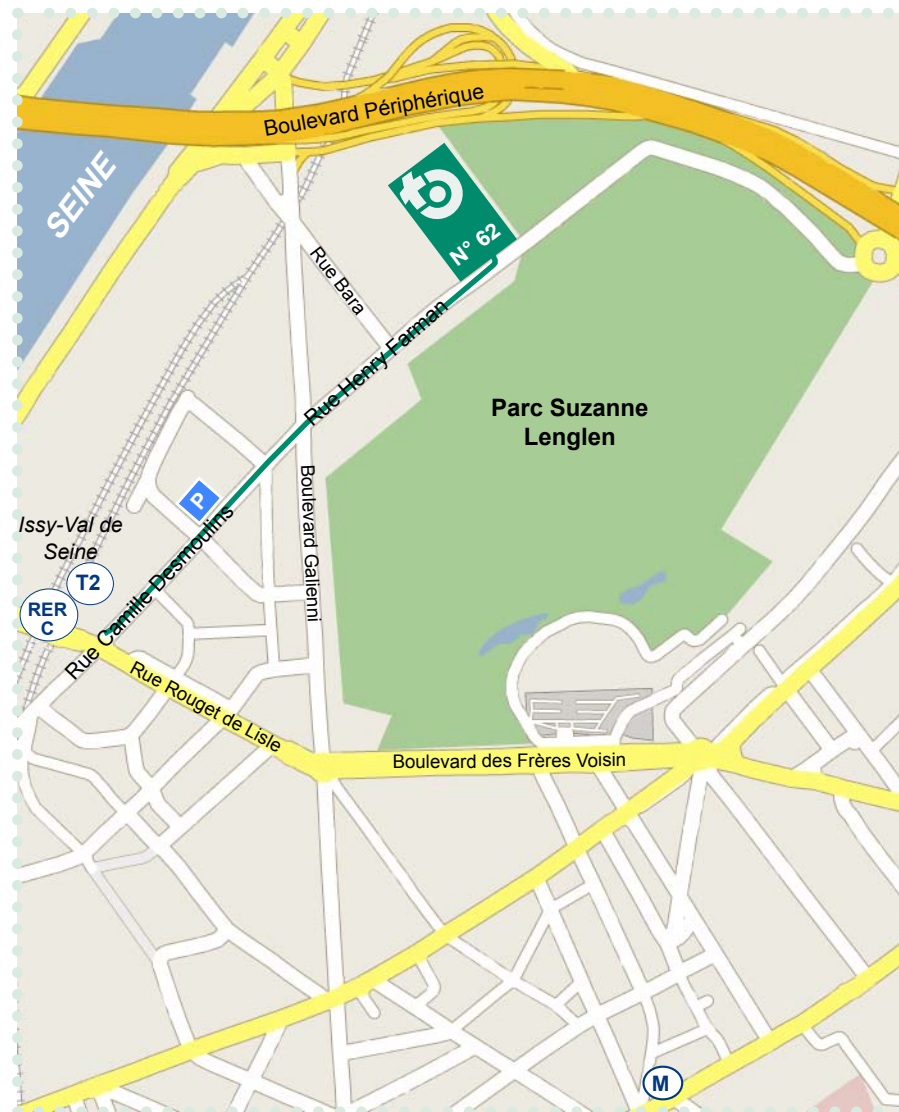 Boulevard Périphérique
SEINE
N° 62
Rue Bara
Rue Henry Farman
Parc Suzanne
Lenglen
P
Boulevard Galienni
Issy-Val de
Seine
T2
RER
C
Rue Camille Desmoulins
Rue Rouget de Lisle
Boulevard des Frères Voisin
M